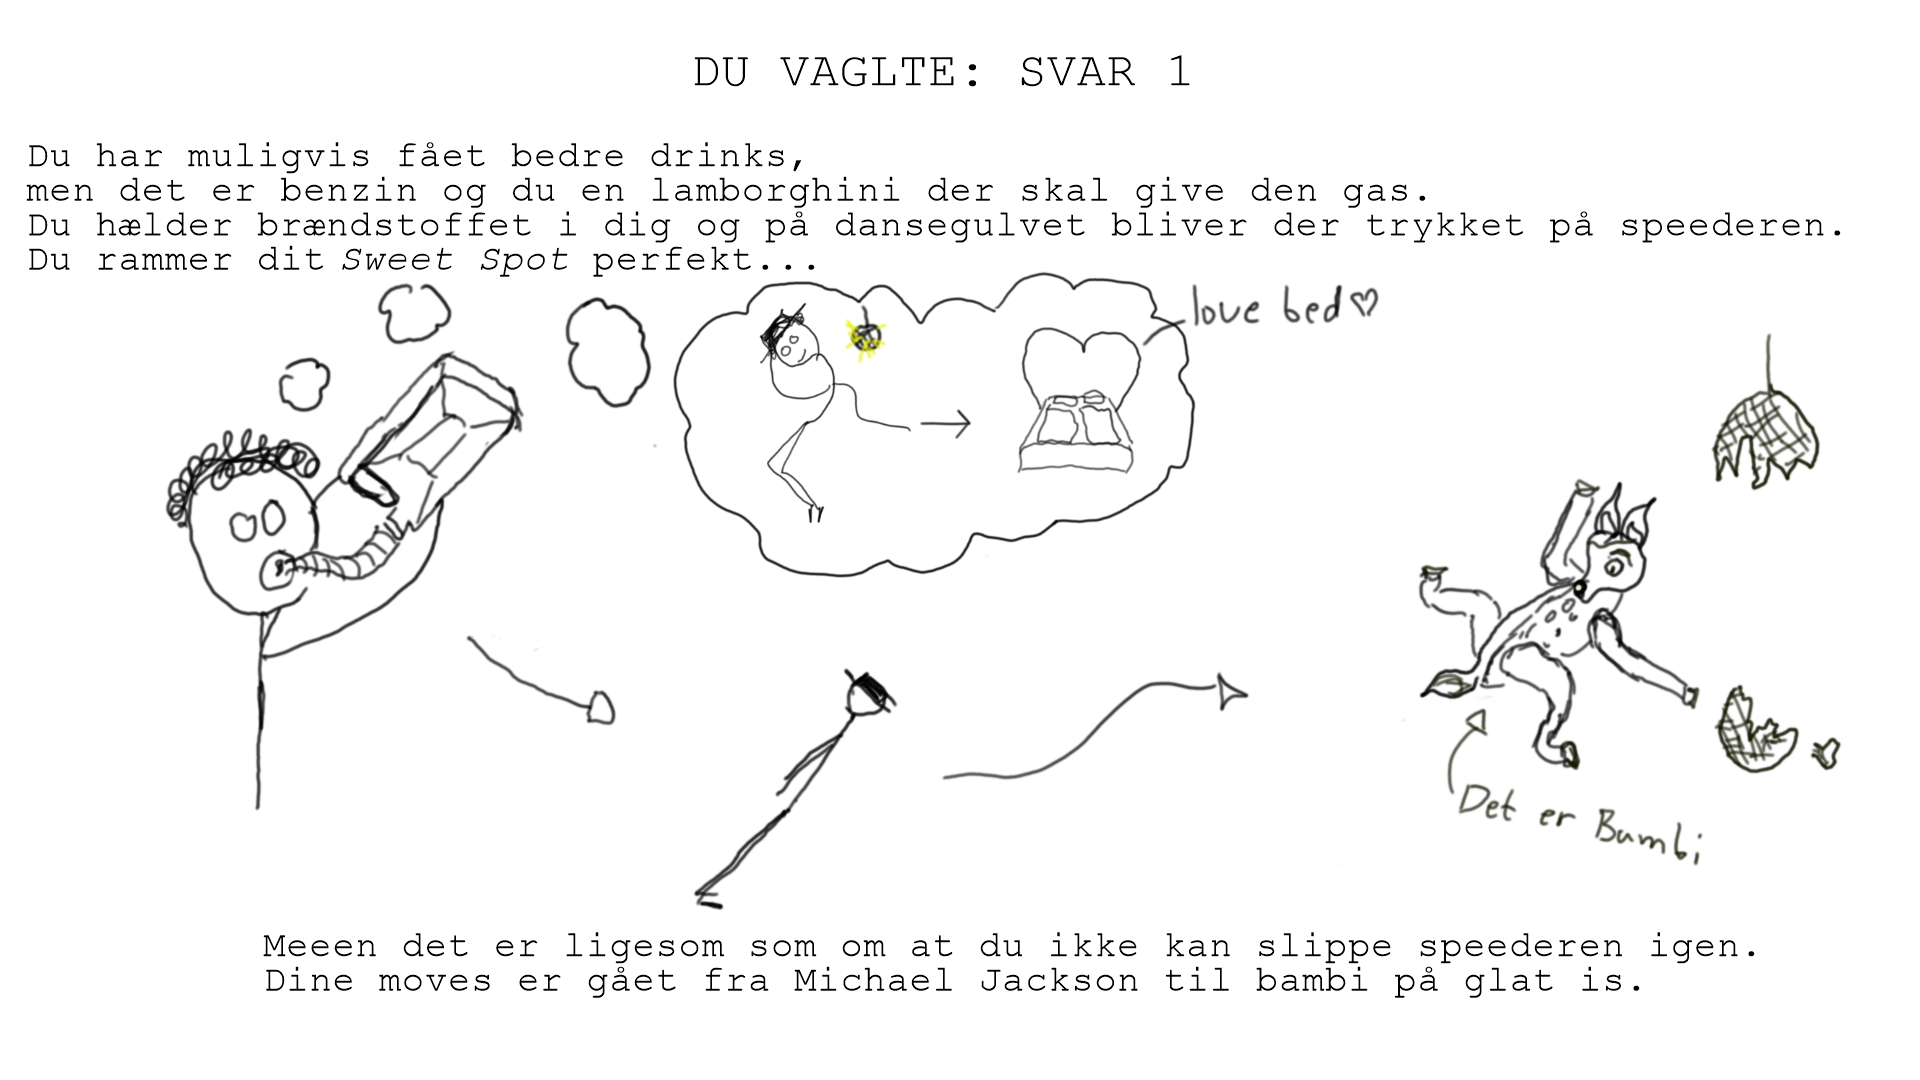 DU VAGLTE: SVAR 1
Du har muligvis fået bedre drinks,
men det er benzin og du en lamborghini der skal give den gas.
Du hælder brændstoffet i dig og på dansegulvet bliver der trykket på speederen.
Du rammer dit Sweet Spot perfekt...
love bed♡
Det er Bambi
Meeen det er ligesom som om at du ikke kan slippe speederen igen.
Dine moves er gået fra Michael Jackson til bambi på glat is.